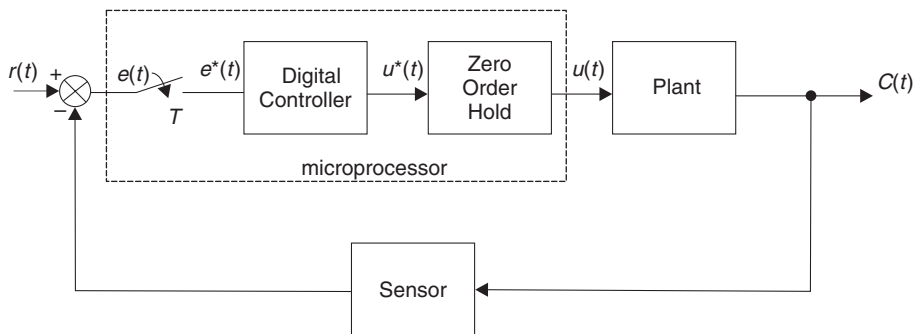 r(t)
+
−
e(t)
T
e*(t)
Digital
Controller
u*(t)
Zero
Order
Hold
u(t)
Plant
C(t)
microprocessor
Sensor